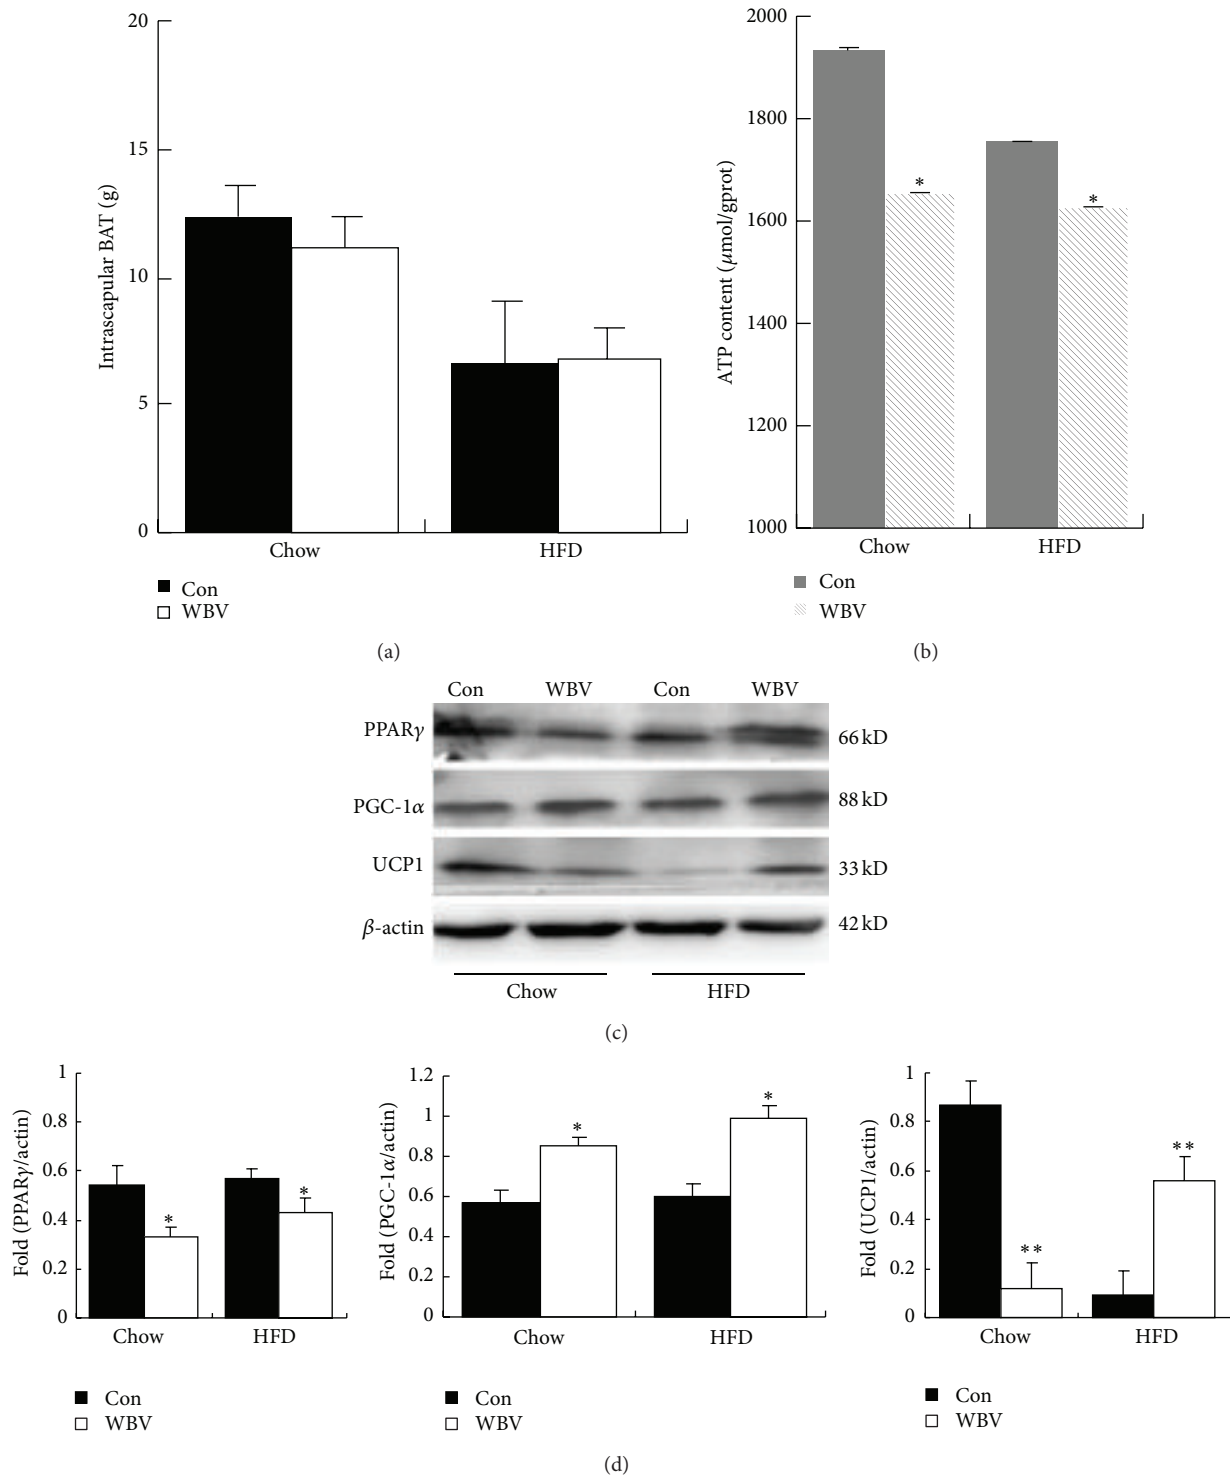 20
15
10
5
0
Intrascapular BAT (g)
Chow HFD
Con
WBV
(a)
2000
1800
1600
1400
1200
1000
ATP content (μmol/gprot)
*
*
Chow HFD
Con
WBV
(b)
Con WBV Con WBV
PPARγ 66 kD
PGC-1α 88 kD
UCP1 33 kD
β-actin 42 kD
Chow HFD
(c)
1
0.8
0.6
0.4
0.2
0
Fold (PPARγ/actin)
*
*
Chow HFD
Con
WBV
1.2
1
0.8
0.6
0.4
0.2
0
Fold (PGC-1α/actin)
*
*
Chow HFD
Con
WBV
1
0.8
0.6
0.4
0.2
0
Fold (UCP1/actin)
**
**
Chow HFD
Con
WBV
(d)